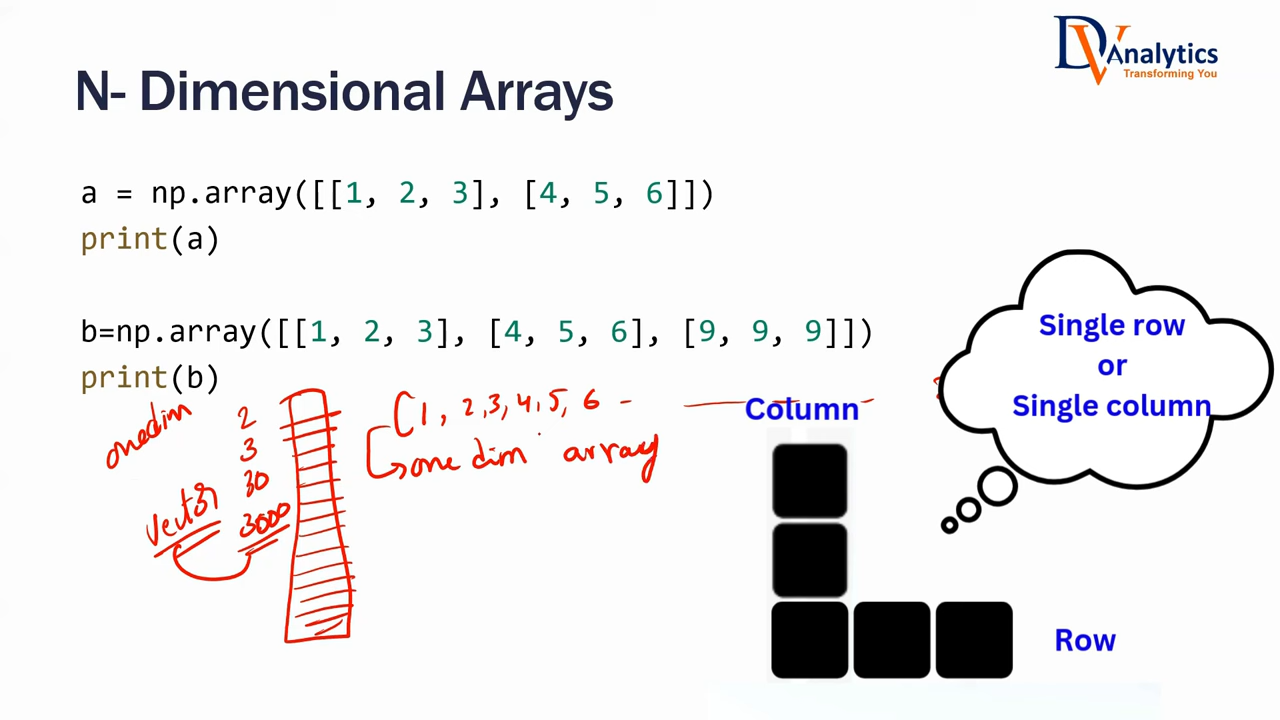 DV Analytics
Transforming You
N- Dimensional Arrays
a = np.array([[1, 2, 3], [4, 5, 6]])
print(a)
b=np.array([[1, 2, 3], [4, 5, 6], [9, 9, 9]])
print(b)
Single row
or
Single column
onedim
2
3
30
vector
3000
[1, 2,3,4,5, 6 -
one dim array
Column
Row